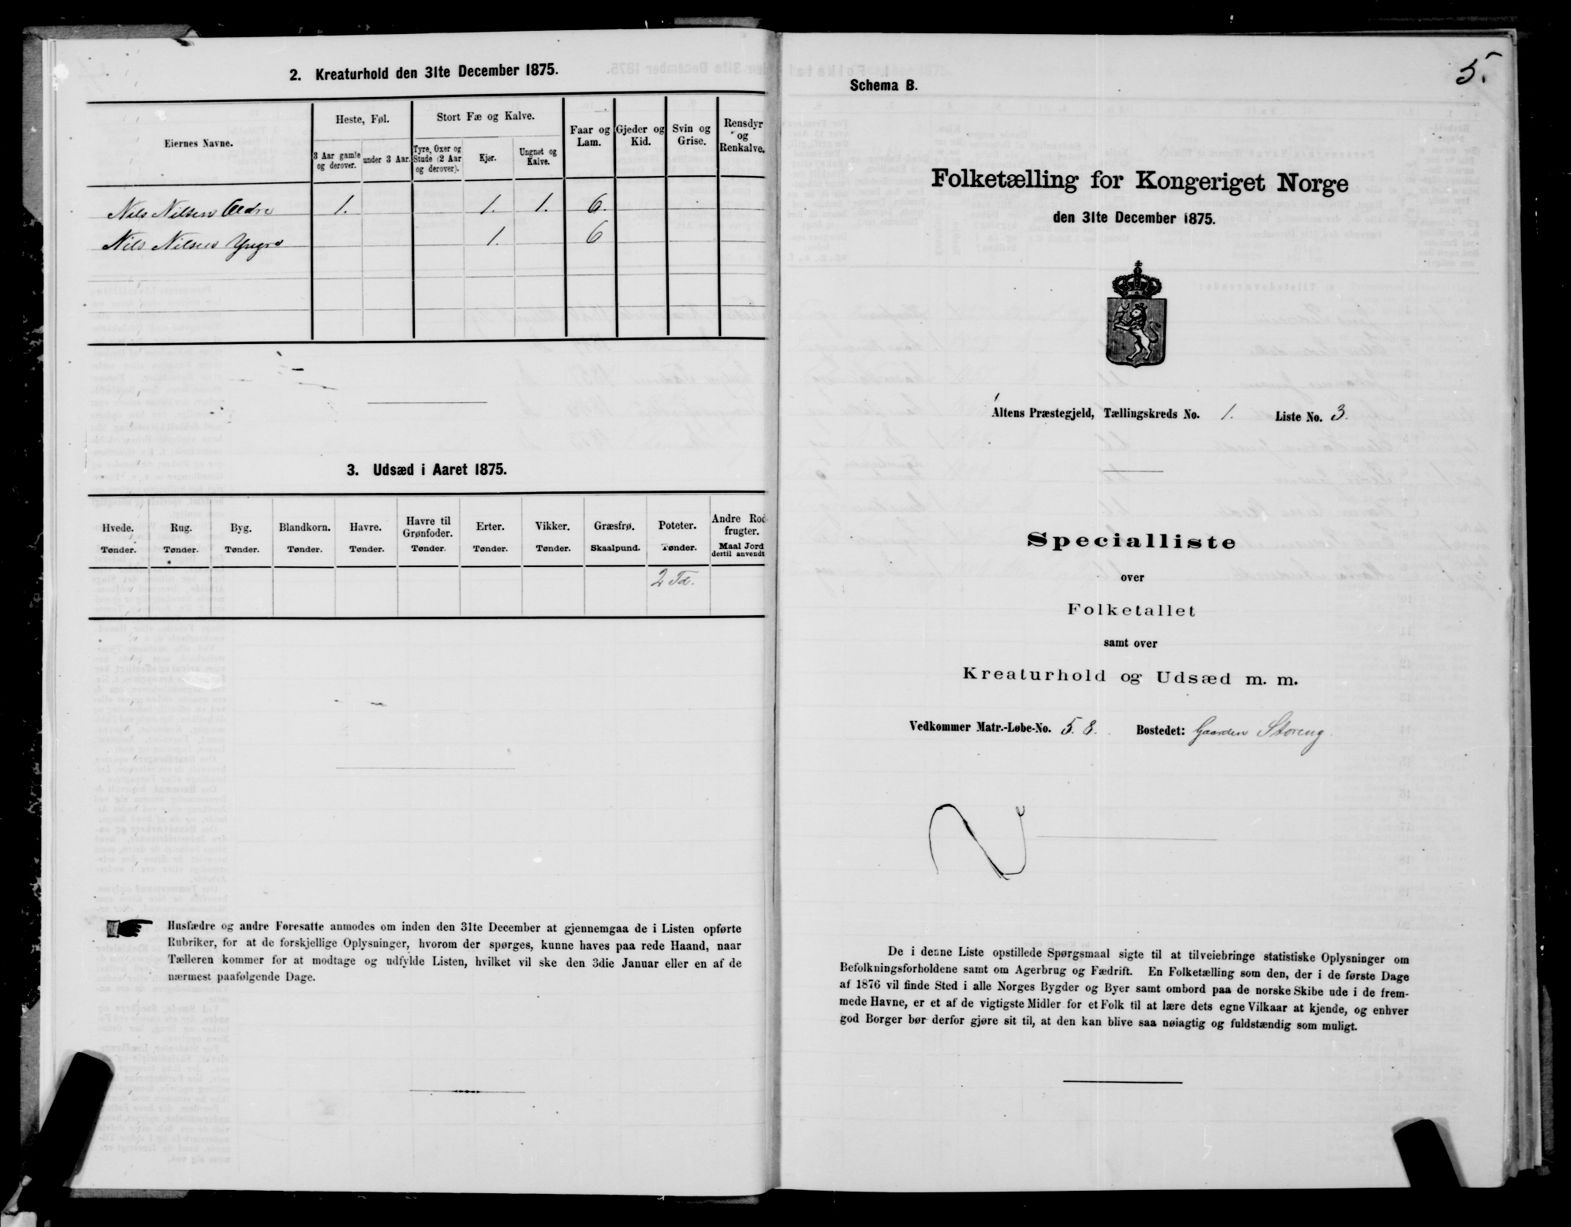 2. Kreaturhold den 31te December 1875.
Eiernes Navne.
Heste, Føl.
Stort Fæ og Kalve.
Faar og Lam.
Gjeder og Kid.
Svin og Grise.
Rensdyr og Renkalve.
3 Aar gamle og derover.
under 3 Aar.
Tyre, Oxer og Stude (2 Aar og derover).
Kjør.
Ungnøt og Kalve.
Nils Nilsen Ældre 1. 1. 1. 6.
Nils Nilsen Yngre 1. 6
3. Udsæd i Aaret 1875.
Hvede. Rug. Byg. Blandkorn. Havre. Havre til Grønfoder. Erter. Vikker. Græsfrø. Poteter. Andre Rod frugter.
Tønder. Tønder. Tønder. Tønder. Tønder. Tønder. Tønder. Tønder. Skaalpund. Tønder. Maal Jord dertil anvendt
2 Td.
Husfædre og andre Foresatte anmodes om inden den 31te December at gjennemgaa de i Listen opførte
Rubriker, for at de forskjellige Oplysninger, hvorom der spørges, kunne haves paa rede Haand, naar
Tælleren kommer for at modtage og udfylde Listen, hvilket vil ske den 3die Januar eller en af de
nærmest paafølgende Dage.
5.
Schema B.
Folketælling for Kongeriget Norge
den 31te December 1875.
Altens Præstegjeld, Tællingskreds No. 1. Liste No. 3.
Specialliste
over
Folketallet
samt over
Kreaturhold og Udsæd m. m.
Vedkommer Matr.-Løbe-No. 5.8. Bostedet: Gaarden Storeng
De i denne Liste opstillede Spørgsmaal sigte til at tilveiebringe statistiske Oplysninger om
Befolkningsforholdene samt om Agerbrug og Fædrift. En Folketælling som den, der i de første Dage
af 1876 vil finde Sted i alle Norges Bygder og Byer samt ombord paa de norske Skibe ude i de frem-
mede Havne, er et af de vigtigste Midler for et Folk til at lære dets egne Vilkaar at kjende, og enhver
god Borger bør derfor gjøre sit til, at den kan blive saa nøiagtig og fuldstændig som muligt.